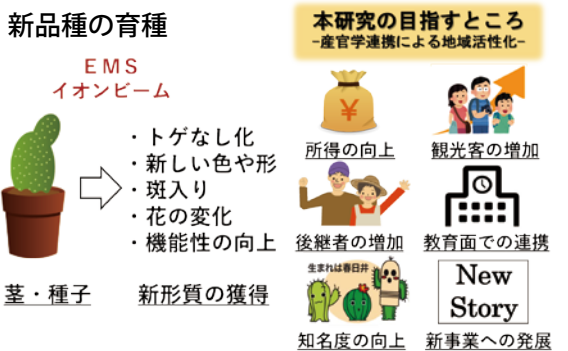 新品種の育種
EMS
イオンビーム
・トゲなし化
・新しい色や形
・斑入り
・花の変化
・機能性の向上
茎・種子
新形質の獲得
本研究の目指すところ
−産官学連携による地域活性化−
¥
所得の向上
観光客の増加
後継者の増加
教育面での連携
生まれは春日井
知名度の向上
New
Story
新事業への発展